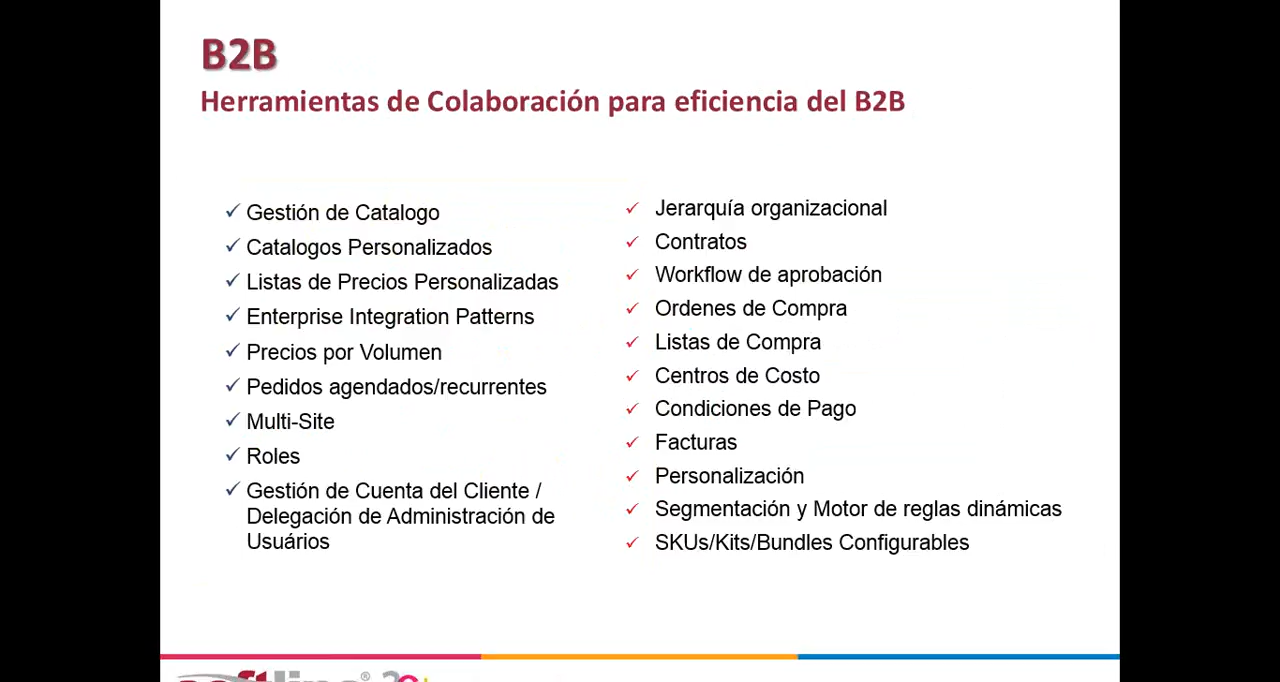 B2B
Herramientas de Colaboración para eficiencia del B2B
Gestión de Catalogo
Catalogos Personalizados
Listas de Precios Personalizadas
Enterprise Integration Patterns
Precios por Volumen
Pedidos agendados/recurrentes
Multi-Site
Roles
Gestión de Cuenta del Cliente /
Delegación de Administración de
Usuários
Jerarquía organizacional
Contratos
Workflow de aprobación
Ordenes de Compra
Listas de Compra
Centros de Costo
Condiciones de Pago
Facturas
Personalización
Segmentación y Motor de reglas dinámicas
SKUs/Kits/Bundles Configurables